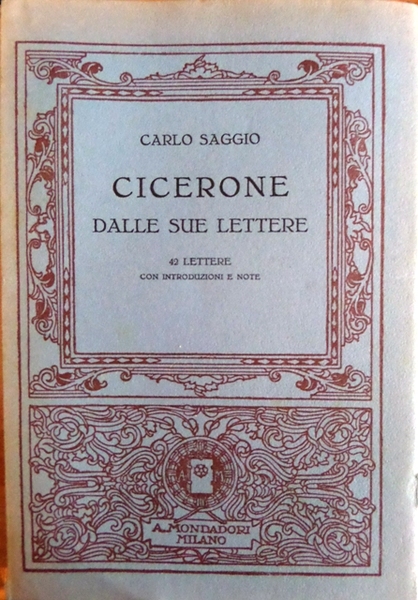 CARLO SAGGIO
CICERONE
DALLE SUE LETTERE
42 LETTERE
CON INTRODUZIONI E NOTE
A. MONDADORI
MILANO